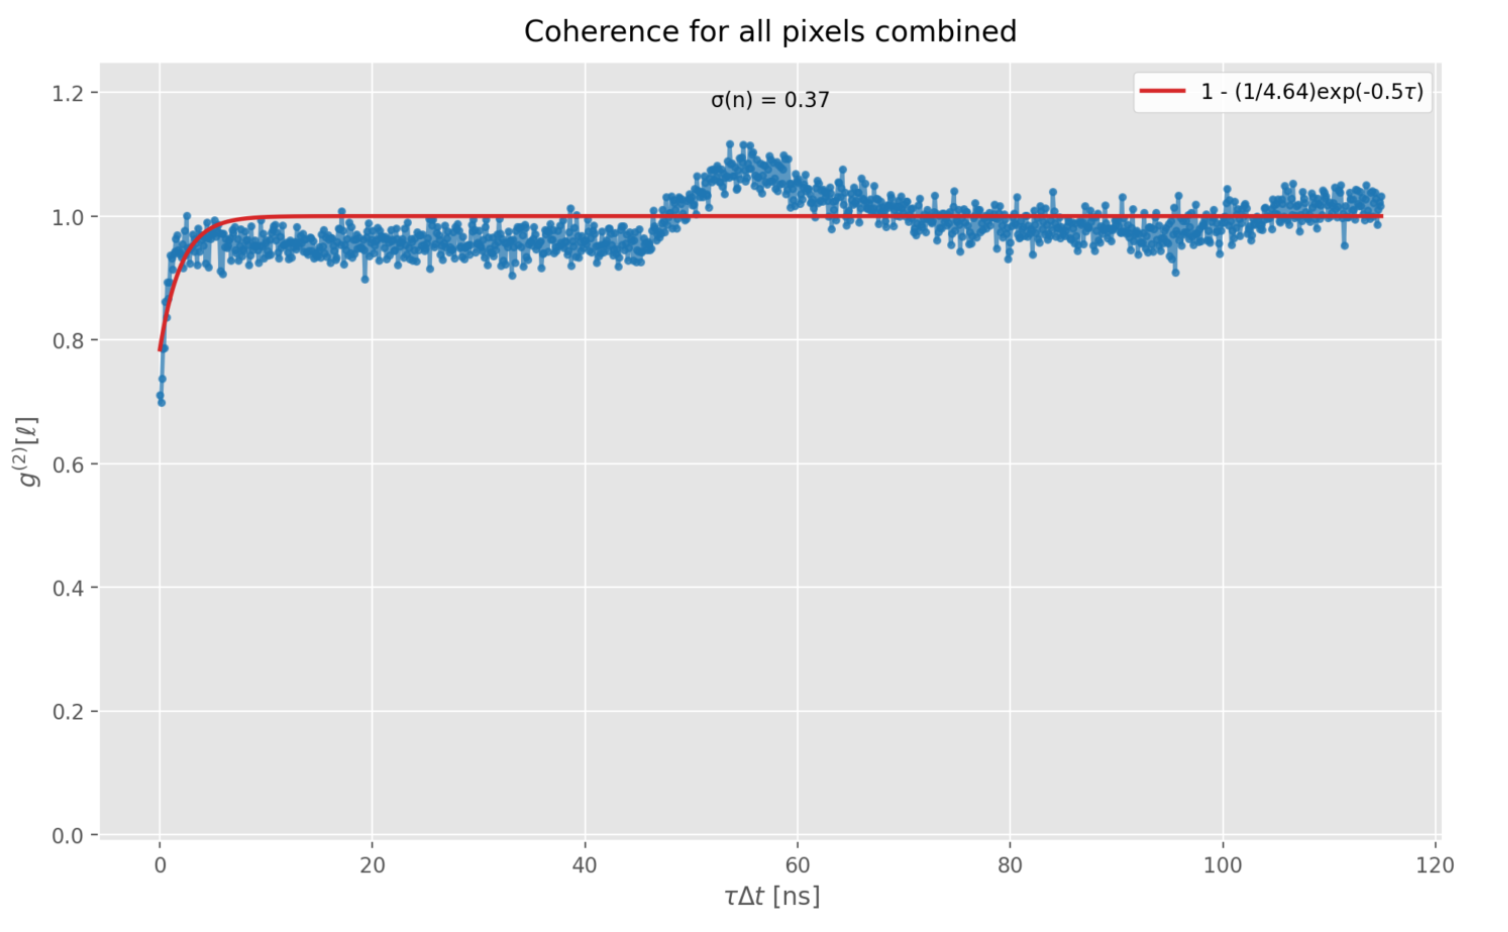 Coherence for all pixels combined
σ(n) = 0.37
1 - (1/4.64)exp(-0.5τ)
1.2
1.0
0.8
0.6
0.4
0.2
0.0
g⁽²⁾[ℓ]
0 20 40 60 80 100 120
τΔt [ns]